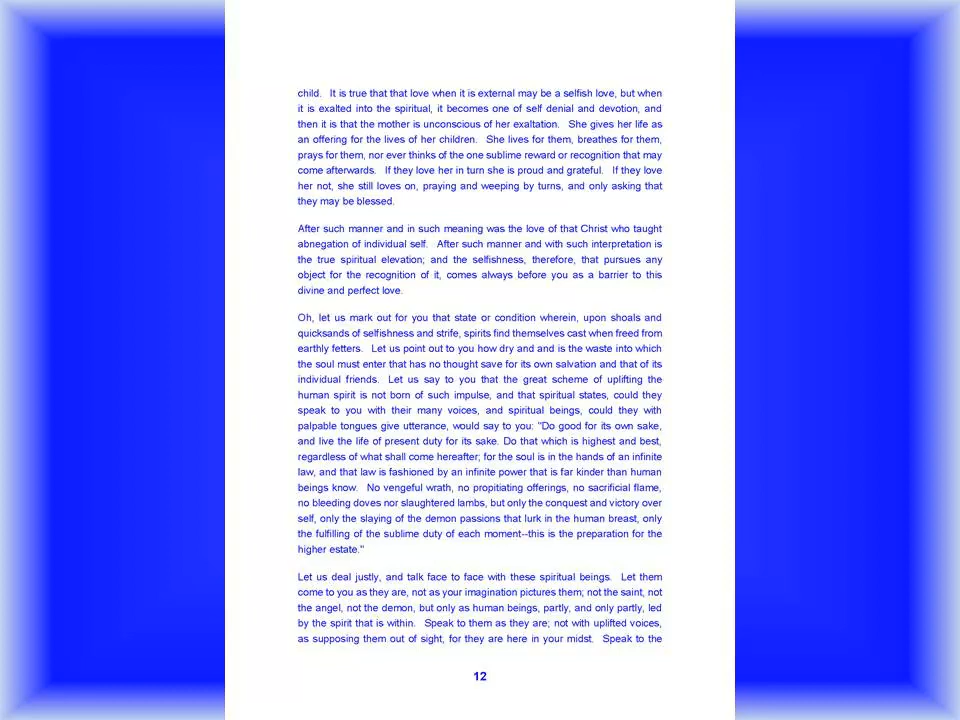 child. It is true that that love when it is external may be a selfish love, but when
it is exalted into the spiritual, it becomes one of self denial and devotion, and
then it is that the mother is unconscious of her exaltation. She gives her life as
an offering for the lives of her children. She lives for them, breathes for them,
prays for them, nor ever thinks of the one sublime reward or recognition that may
come afterwards. If they love her in turn she is proud and grateful. If they love
her not, she still loves on, praying and weeping by turns, and only asking that
they may be blessed.
After such manner and in such meaning was the love of that Christ who taught
abnegation of individual self. After such manner and with such interpretation is
the true spiritual elevation; and the selfishness, therefore, that pursues any
object for the recognition of it, comes always before you as a barrier to this
divine and perfect love.
Oh, let us mark out for you that state or condition wherein, upon shoals and
quicksands of selfishness and strife, spirits find themselves cast when freed from
earthly fetters. Let us point out to you how dry and and is the waste into which
the soul must enter that has no thought save for its own salvation and that of its
individual friends. Let us say to you that the great scheme of uplifting the
human spirit is not born of such impulse, and that spiritual states, could they
speak to you with their many voices, and spiritual beings, could they with
palpable tongues give utterance, would say to you: "Do good for its own sake,
and live the life of present duty for its sake. Do that which is highest and best,
regardless of what shall come hereafter; for the soul is in the hands of an infinite
law, and that law is fashioned by an infinite power that is far kinder than human
beings know. No vengeful wrath, no propitiating offerings, no sacrificial flame,
no bleeding doves nor slaughtered lambs, but only the conquest and victory over
self, only the slaying of the demon passions that lurk in the human breast, only
the fulfilling of the sublime duty of each moment--this is the preparation for the
higher estate."
Let us deal justly, and talk face to face with these spiritual beings. Let them
come to you as they are, not as your imagination pictures them; not the saint, not
the angel, not the demon, but only as human beings, partly, and only partly, led
by the spirit that is within. Speak to them as they are; not with uplifted voices,
as supposing them out of sight, for they are here in your midst. Speak to the
12